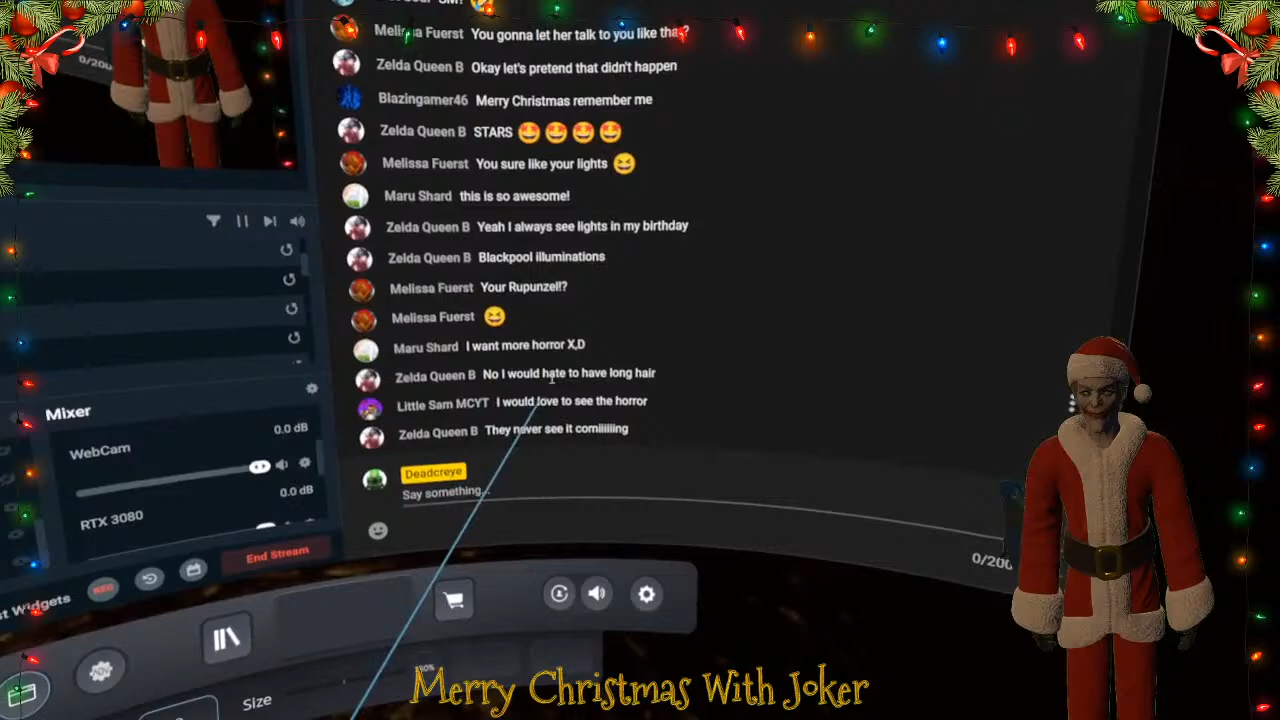 0/200
Melissa Fuerst You gonna let her talk to you like that?
Zelda Queen B Okay let's pretend that didn't happen
Blazingamer46 Merry Christmas remember me
Zelda Queen B STARS 🤩 🤩 🤩 🤩
Melissa Fuerst You sure like your lights 😆
Maru Shard this is so awesome!
Zelda Queen B Yeah I always see lights in my birthday
Zelda Queen B Blackpool illuminations
Melissa Fuerst Your Rupunzel!?
Melissa Fuerst 😆
Maru Shard I want more horror X,D
Zelda Queen B No I would hate to have long hair
Little Sam MCYT I would love to see the horror
Zelda Queen B They never see it comiiiiiing
Deadcreye
Say something...
0/200
Mixer
WebCam
0.0 dB
RTX 3080
0.0 dB
REC
End Stream
Widgets
Size
Merry Christmas With Joker